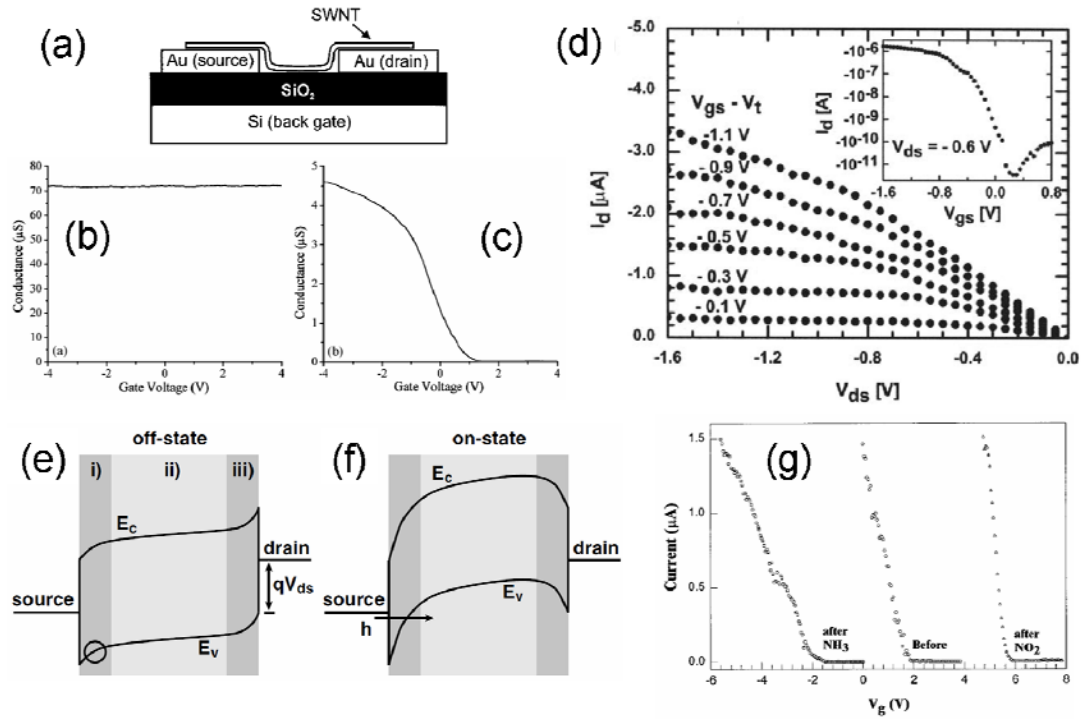 (a)
SWNT
Au (source)
Au (drain)
SiO2
Si (back gate)
(b)
80
70
60
50
40
30
20
10
0
Conductance (µS)
(a)
-4
-2
0
2
4
Gate Voltage (V)
(c)
5
4
3
2
1
0
Conductance (µS)
(b)
-4
-2
0
2
4
Gate Voltage (V)
(d)
-5.0
-4.0
-3.0
-2.0
-1.0
0.0
Id [µA]
Vgs - Vt
-1.1 V
- 0.9 V
- 0.7 V
- 0.5 V
- 0.3 V
- 0.1 V
-1.6
-1.2
-0.8
-0.4
0.0
Vds [V]
-10-6
-10-7
-10-8
-10-9
-10-10
-10-11
Id [A]
Vds = - 0.6 V
-1.6
-0.8
0.0
0.8
Vgs [V]
(e)
off-state
i)
ii)
iii)
EC
drain
qVds
source
EV
(f)
on-state
EC
drain
source
EV
h
(g)
1.5
1.0
0.5
0.0
Current (µA)
after
NH3
Before
after
NO2
-6
-4
-2
0
2
4
6
8
Vg (V)